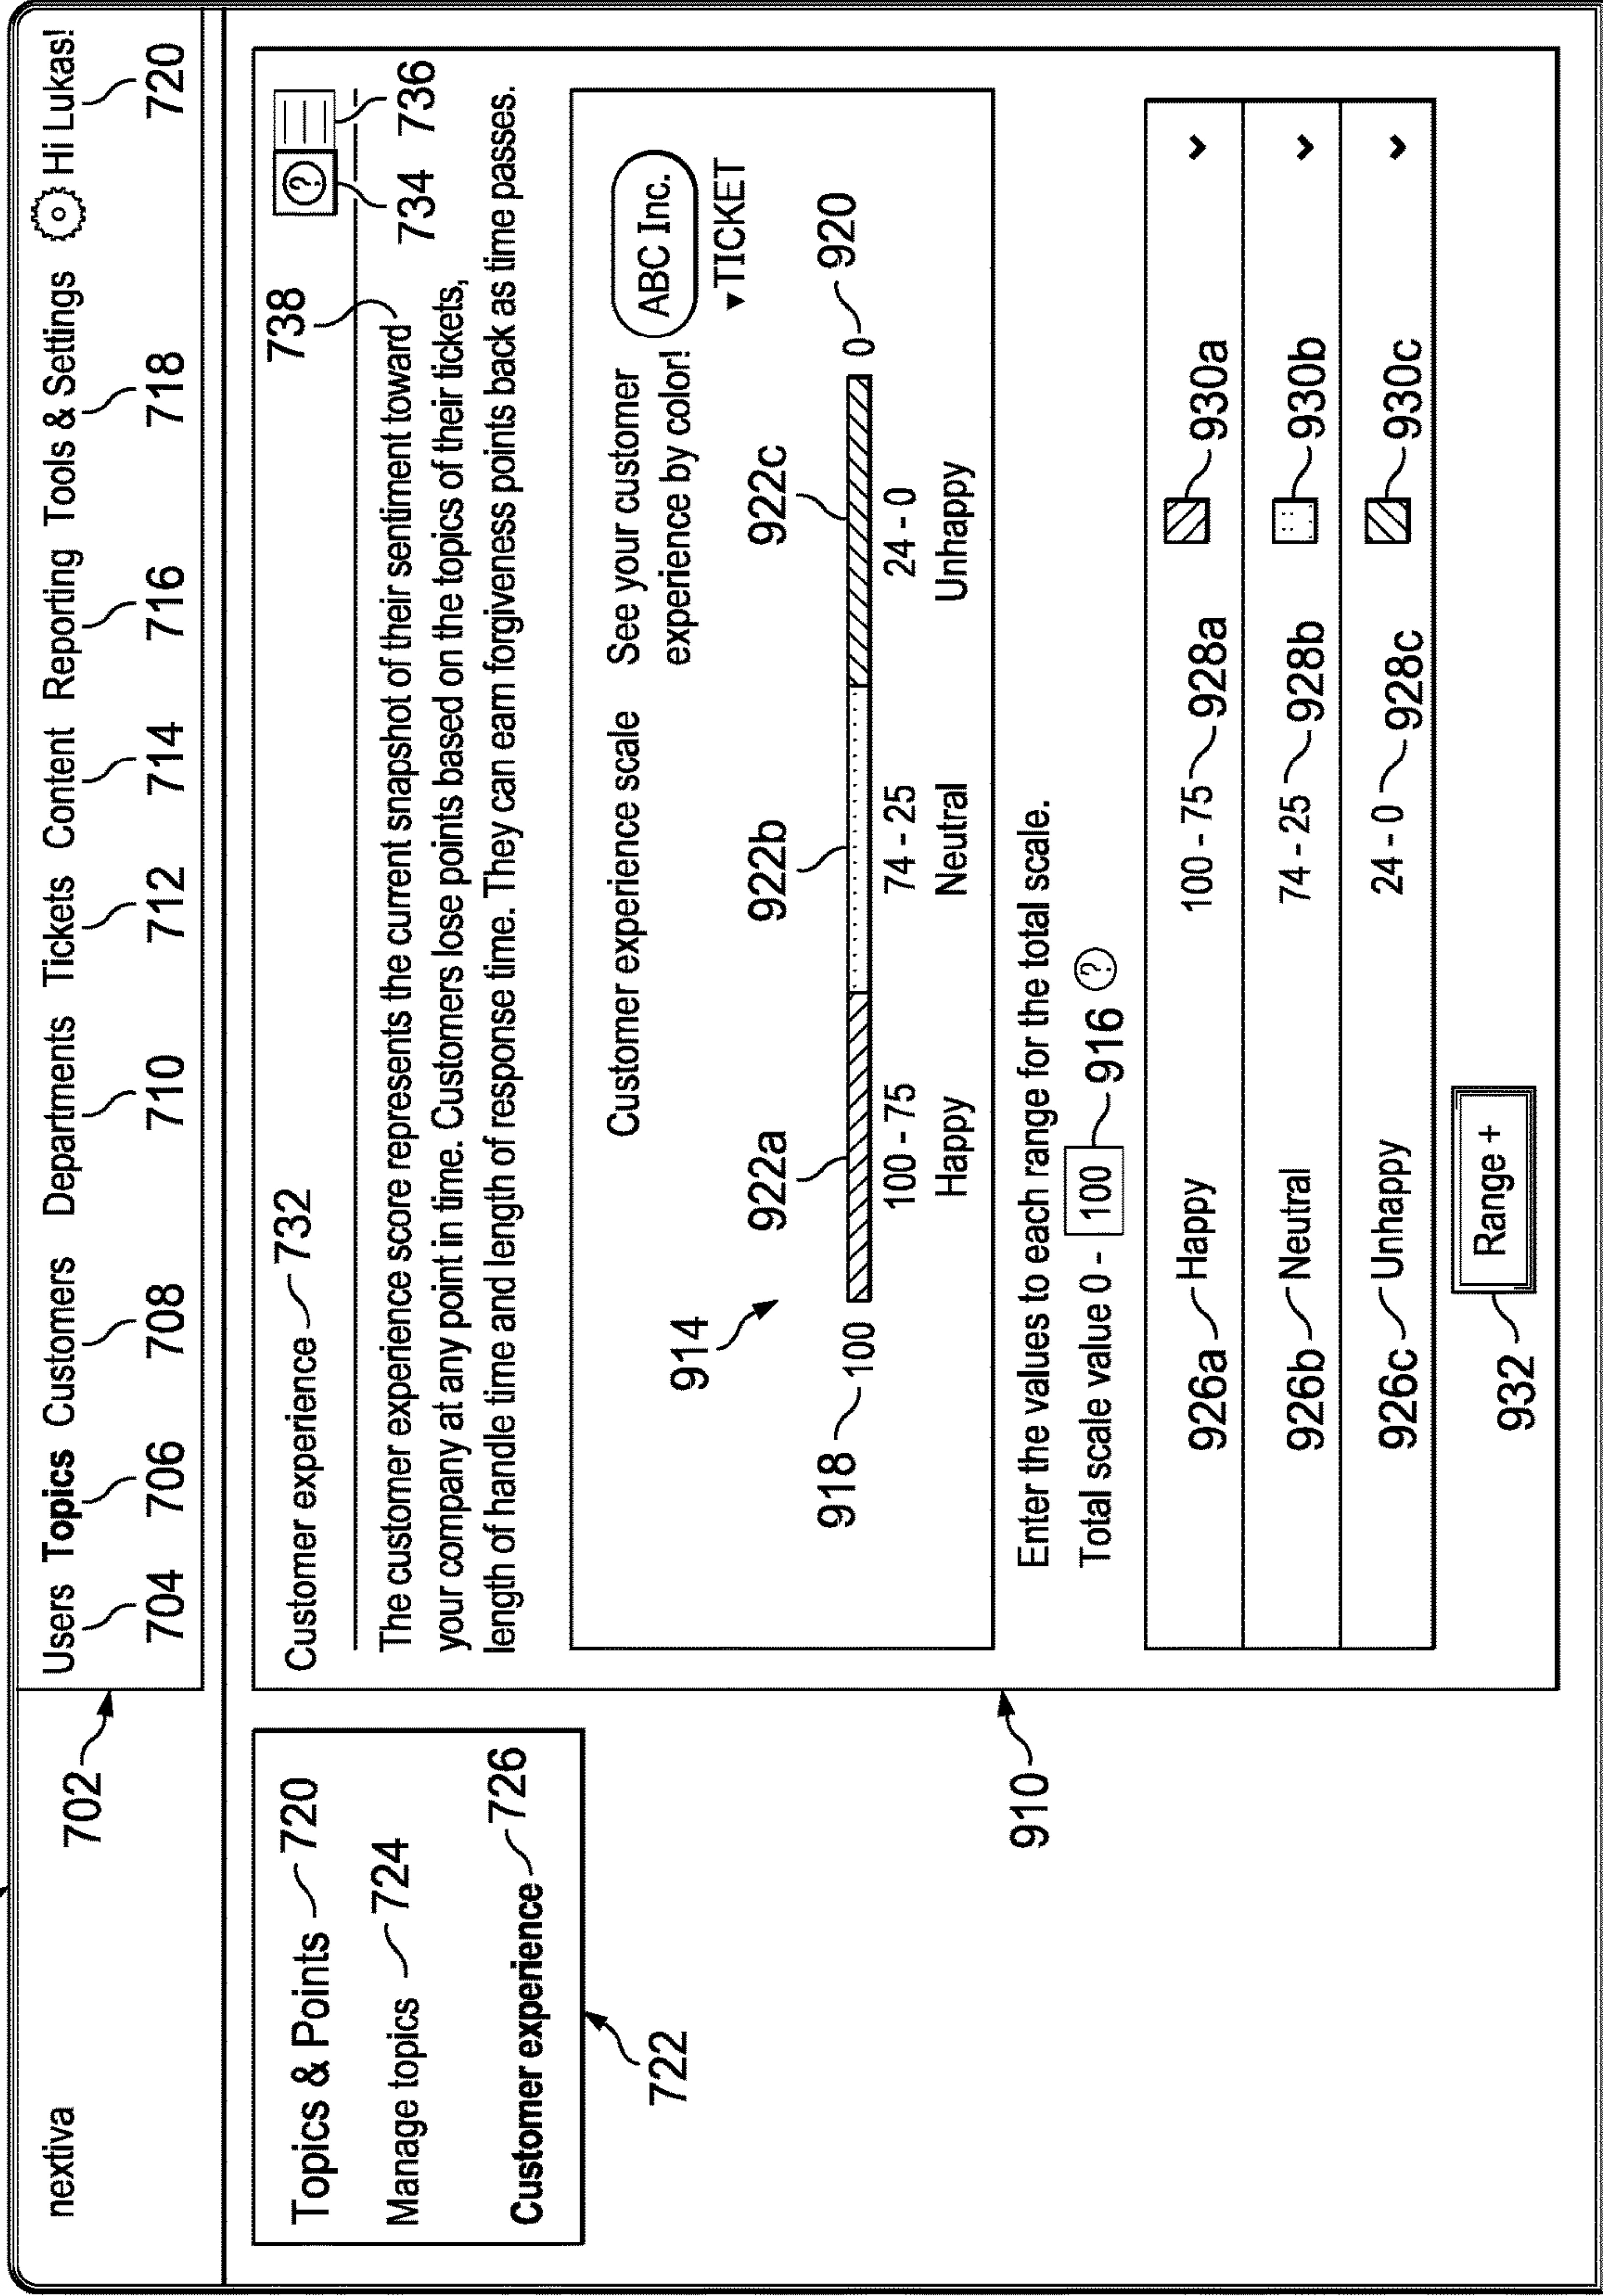 nextiva
702
Users Topics Customers Departments Tickets Content Reporting Tools & Settings Hi Lukas!
704 706 708 710 712 714 716 718 720
Topics & Points 720
Manage topics 724
Customer experience 726
722
Customer experience 732
738
?
734 736
The customer experience score represents the current snapshot of their sentiment toward
your company at any point in time. Customers lose points based on the topics of their tickets,
length of handle time and length of response time. They can earn forgiveness points back as time passes.
Customer experience scale
See your customer
experience by color!
ABC Inc.
▾TICKET
914
922a 922b 922c
918 100 0 920
100 - 75 74 - 25 24 - 0
Happy Neutral Unhappy
910
Enter the values to each range for the total scale.
Total scale value 0 - 100 916 ?
926a Happy 100 - 75 928a 930a
926b Neutral 74 - 25 928b 930b
926c Unhappy 24 - 0 928c 930c
932 Range +